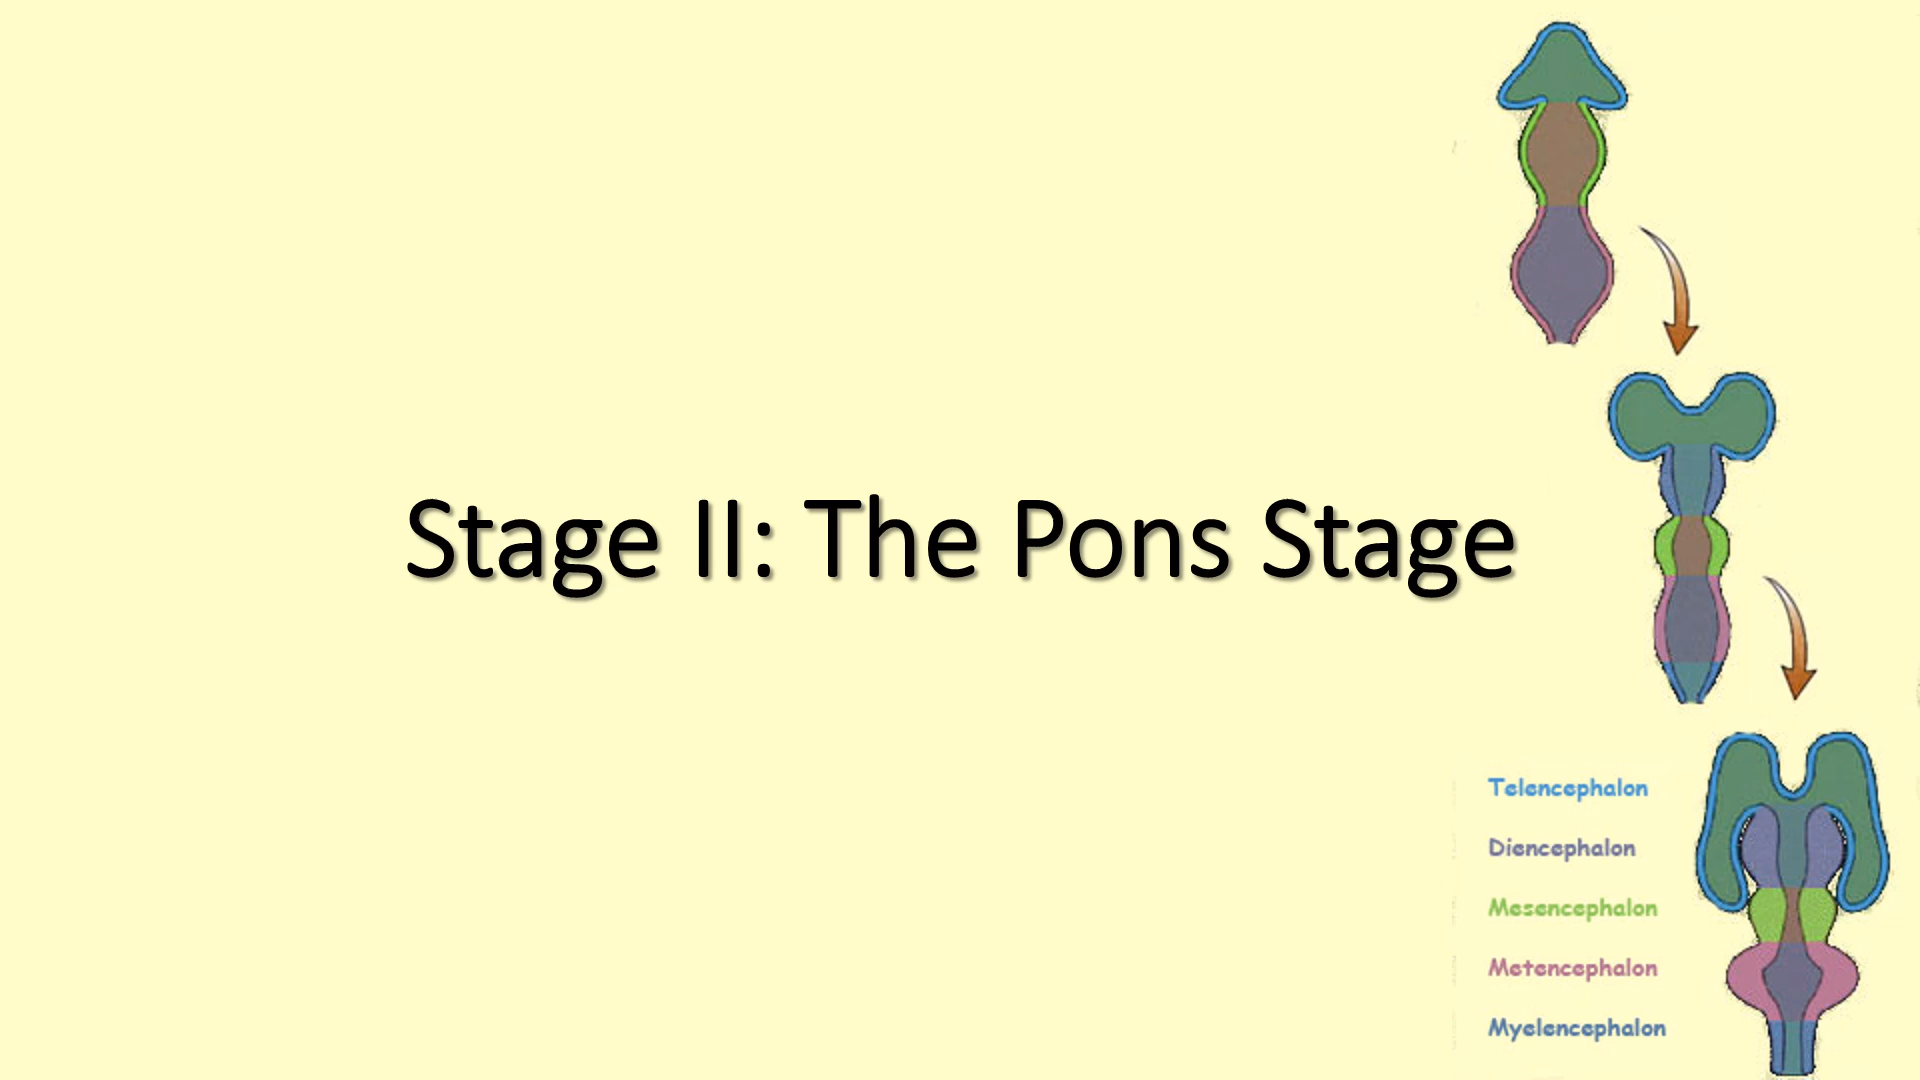 Stage II: The Pons Stage
Telencephalon
Diencephalon
Mesencephalon
Metencephalon
Myelencephalon